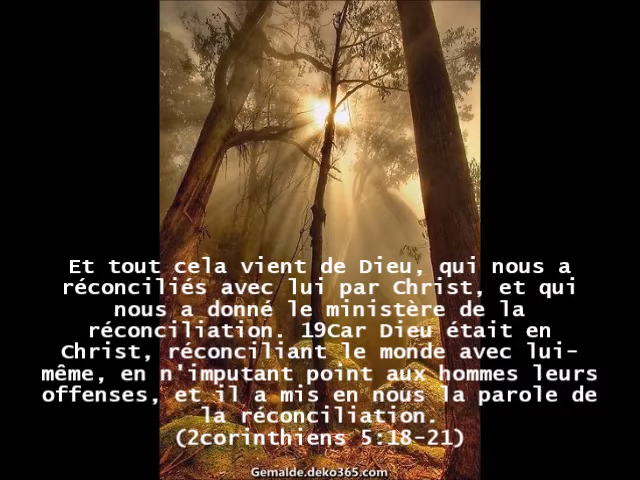 Et tout cela vient de Dieu, qui nous a
réconciliés avec lui par Christ, et qui
nous a donné le ministère de la
réconciliation. 19Car Dieu était en
Christ, réconciliant le monde avec lui-
même, en n'imputant point aux hommes leurs
offenses, et il a mis en nous la parole de
la réconciliation.
(2corinthiens 5:18-21)
Gemalde.deko365.com